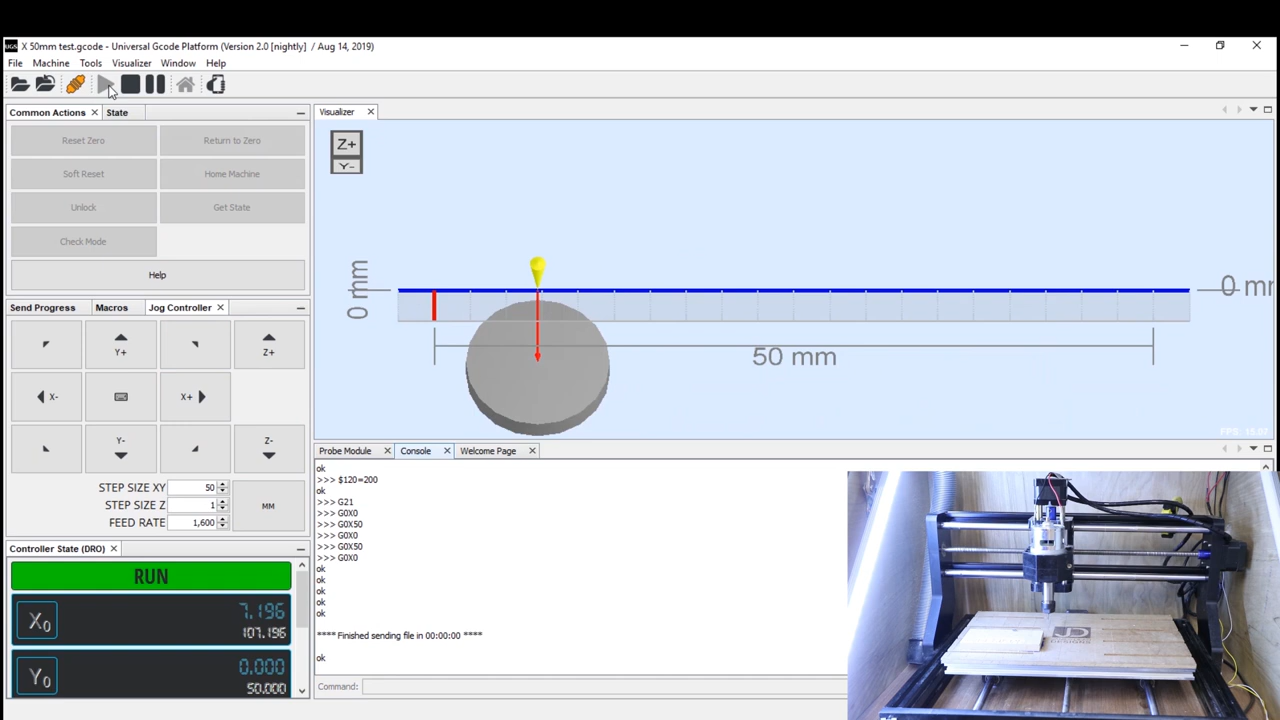 UGS X 50mm test.gcode - Universal Gcode Platform (Version 2.0 [nightly] / Aug 14, 2019)
File Machine Tools Visualizer Window Help
Common Actions State
Reset Zero Return to Zero
Soft Reset Home Machine
Unlock Get State
Check Mode
Help
Send Progress Macros Jog Controller
Y+ Z+
X- X+
Y- Z-
STEP SIZE XY 50
STEP SIZE Z 1
FEED RATE 1,600
MM
Controller State (DRO)
RUN
X0 7.196
107.196
Y0 0.000
50.000
Visualizer
Z+
Y-
0 mm
0 mm
50 mm
Probe Module Console Welcome Page
ok
>>> $120=200
ok
>>> G21
>>> G0X0
>>> G0X50
>>> G0X0
>>> G0X50
>>> G0X0
ok
ok
ok
ok
ok
**** Finished sending file in 00:00:00 ****
ok
Command: